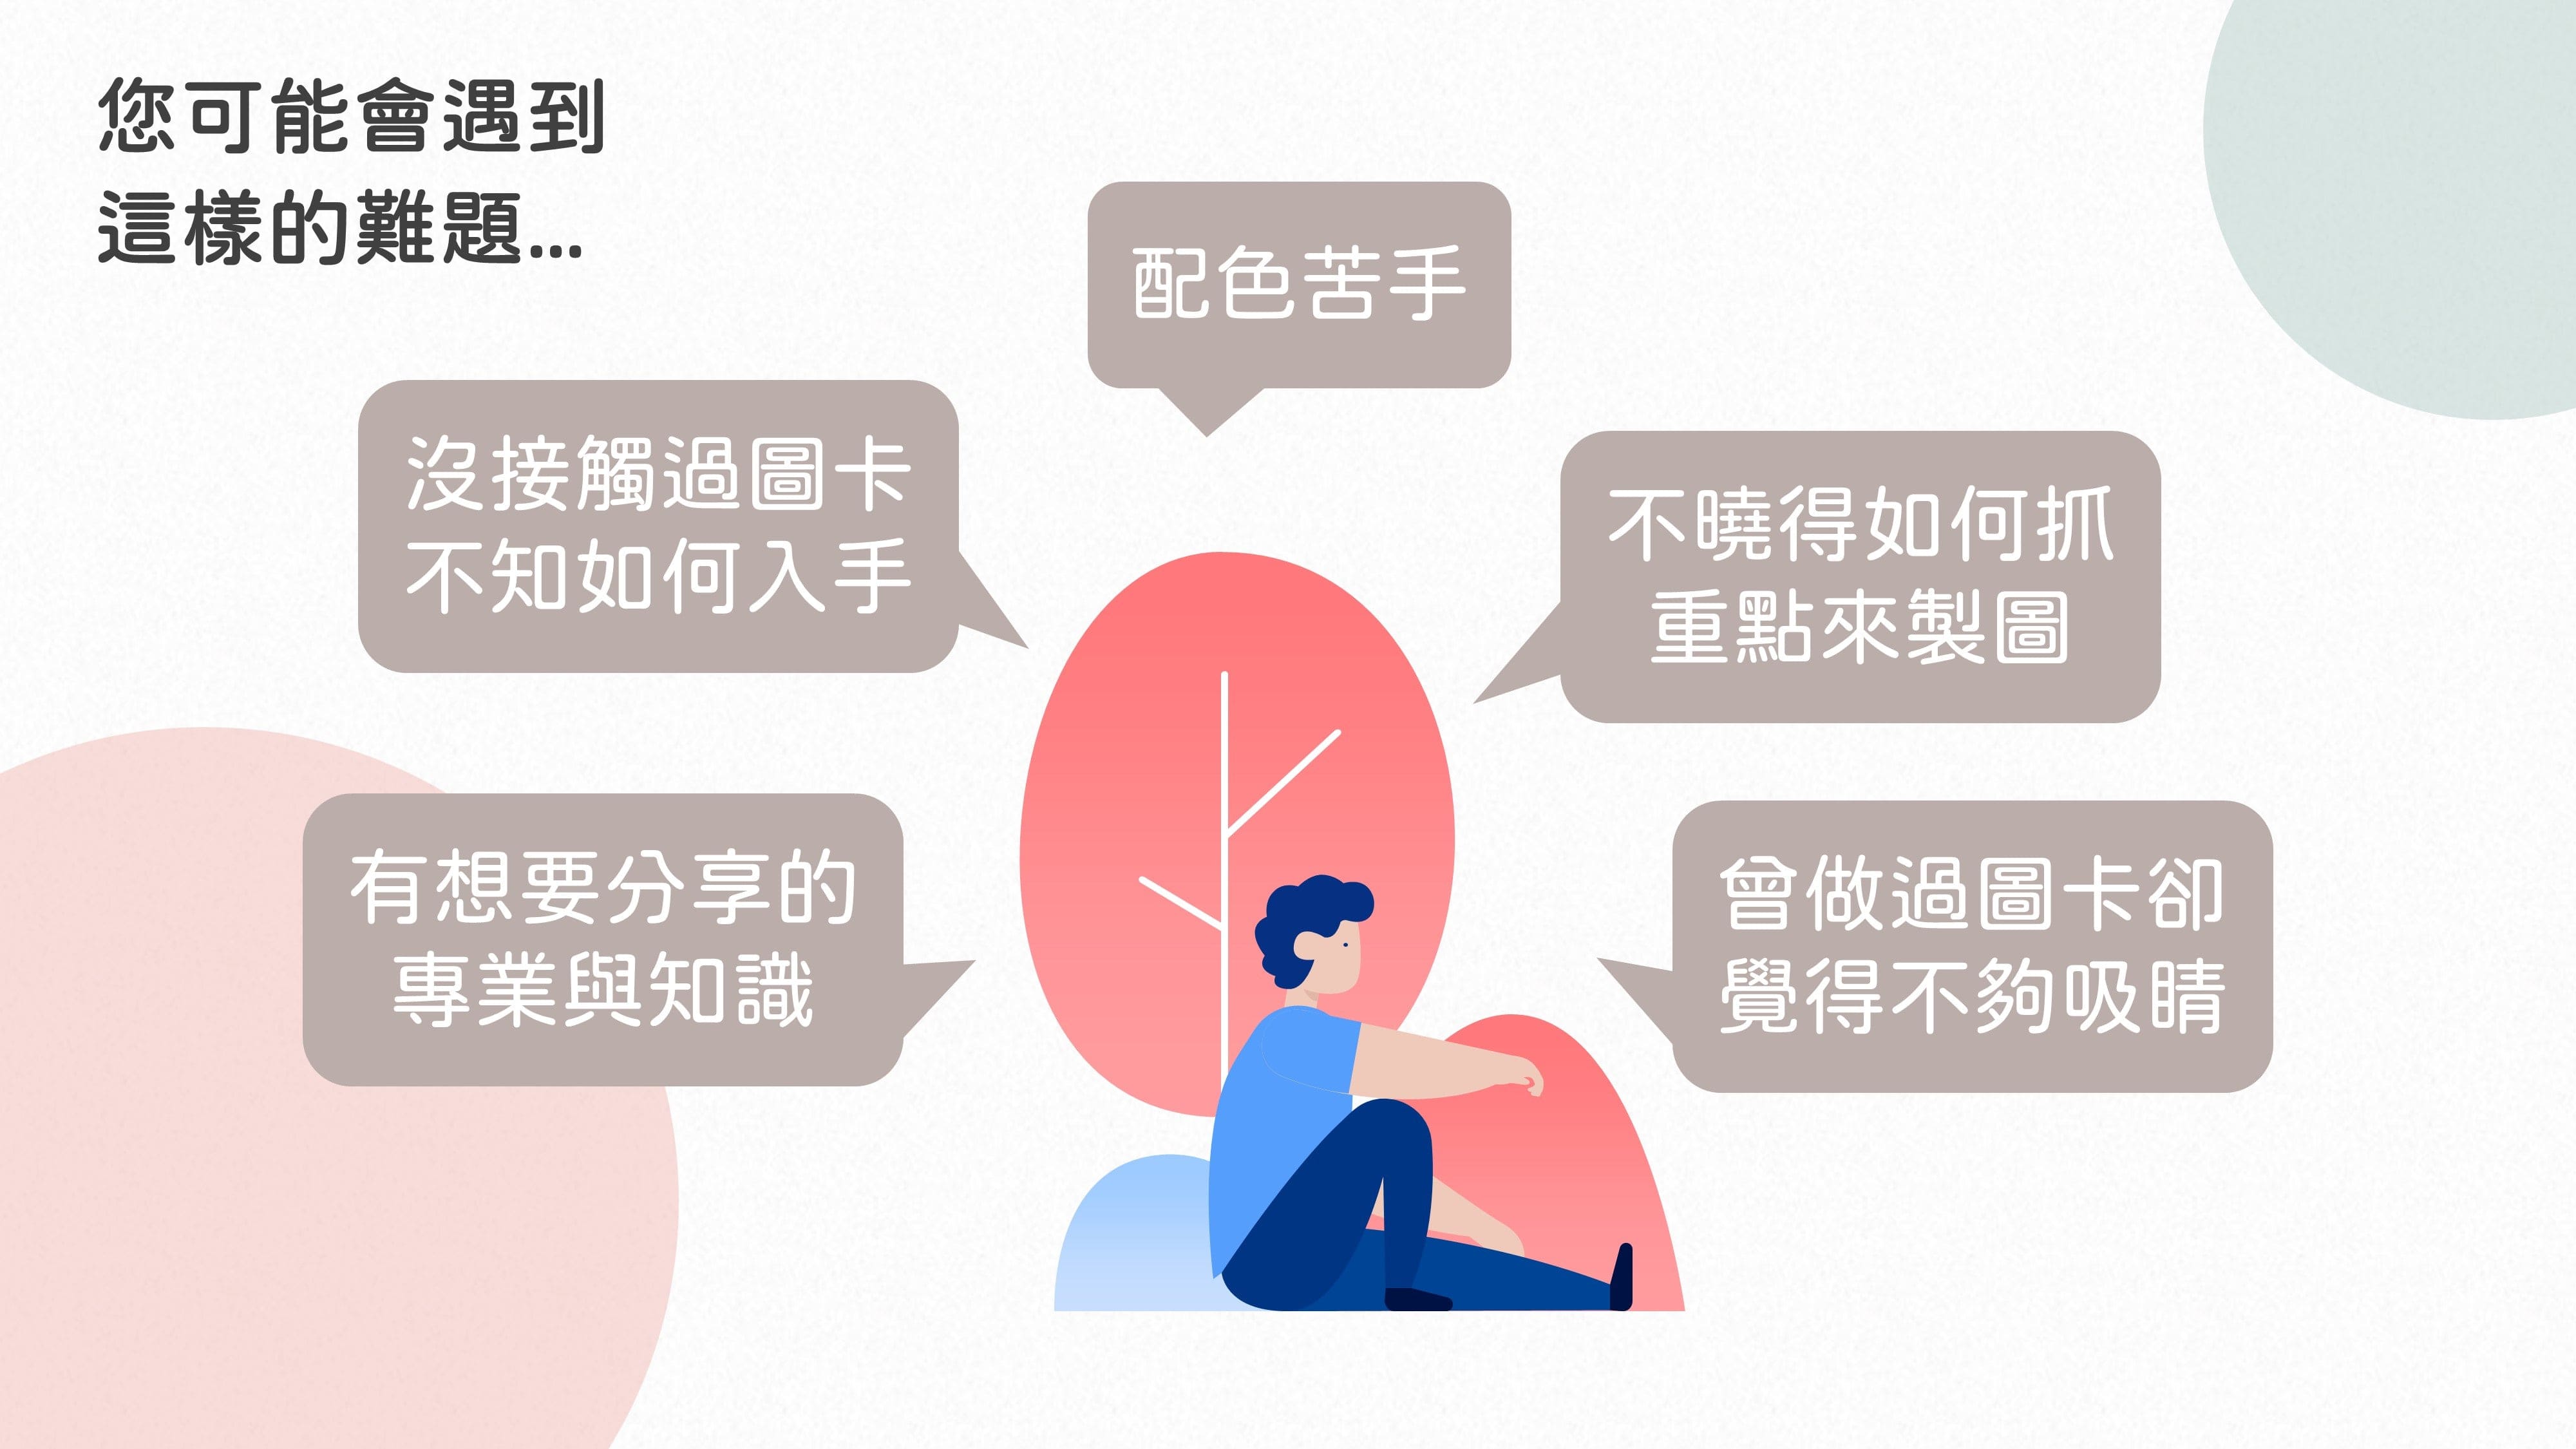 您可能會遇到
這樣的難題...
配色苦手
沒接觸過圖卡
不知如何入手
不曉得如何抓
重點來製圖
有想要分享的
專業與知識
曾做過圖卡卻
覺得不夠吸睛